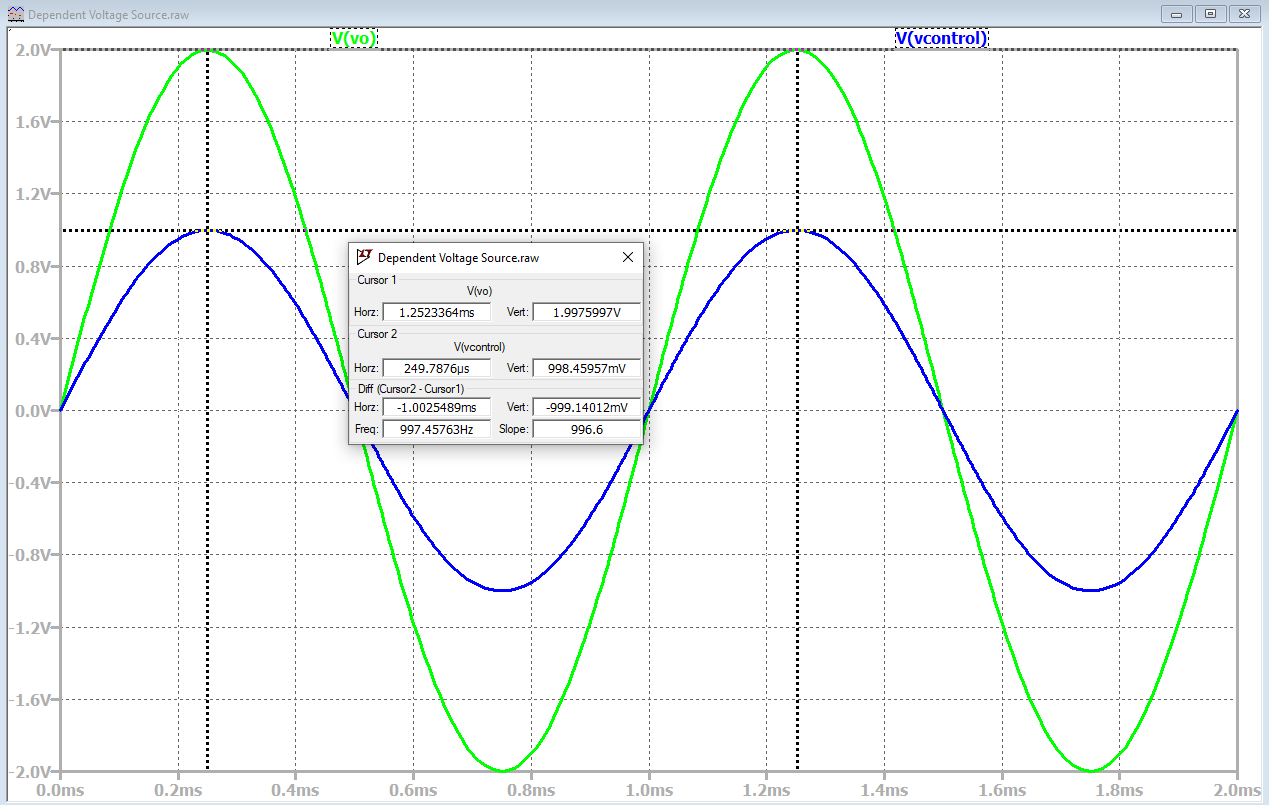 Dependent Voltage Source.raw
V(vo) V(vcontrol)
2.0V
1.6V
1.2V
0.8V
0.4V
0.0V
-0.4V
-0.8V
-1.2V
-1.6V
-2.0V
Dependent Voltage Source.raw
Cursor 1
V(vo)
Horz: 1.2523364ms Vert: 1.9975997V
Cursor 2
V(vcontrol)
Horz: 249.7876µs Vert: 998.45957mV
Diff (Cursor2 - Cursor1)
Horz: -1.0025489ms Vert: -999.14012mV
Freq: 997.45763Hz Slope: 996.6
0.0ms 0.2ms 0.4ms 0.6ms 0.8ms 1.0ms 1.2ms 1.4ms 1.6ms 1.8ms 2.0ms